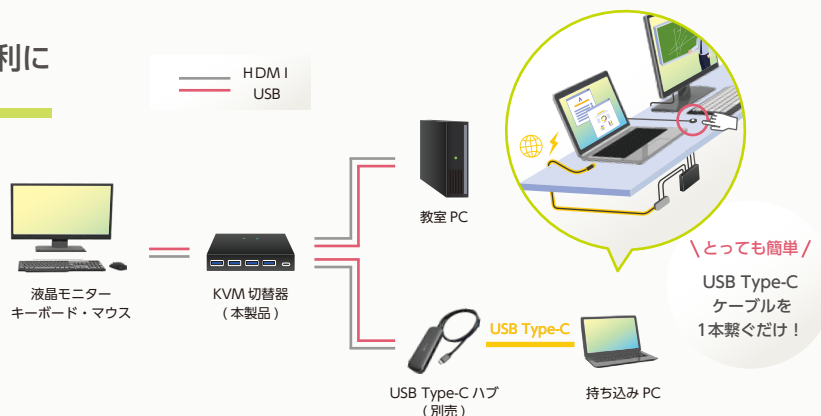 利に
HDMI
USB
教室 PC
液晶モニター
キーボード・マウス
KVM 切替器
(本製品)
\とっても簡単/
USB Type-C
ケーブルを
1本繋ぐだけ！
USB Type-C
USB Type-C ハブ
(別売)
持ち込み PC